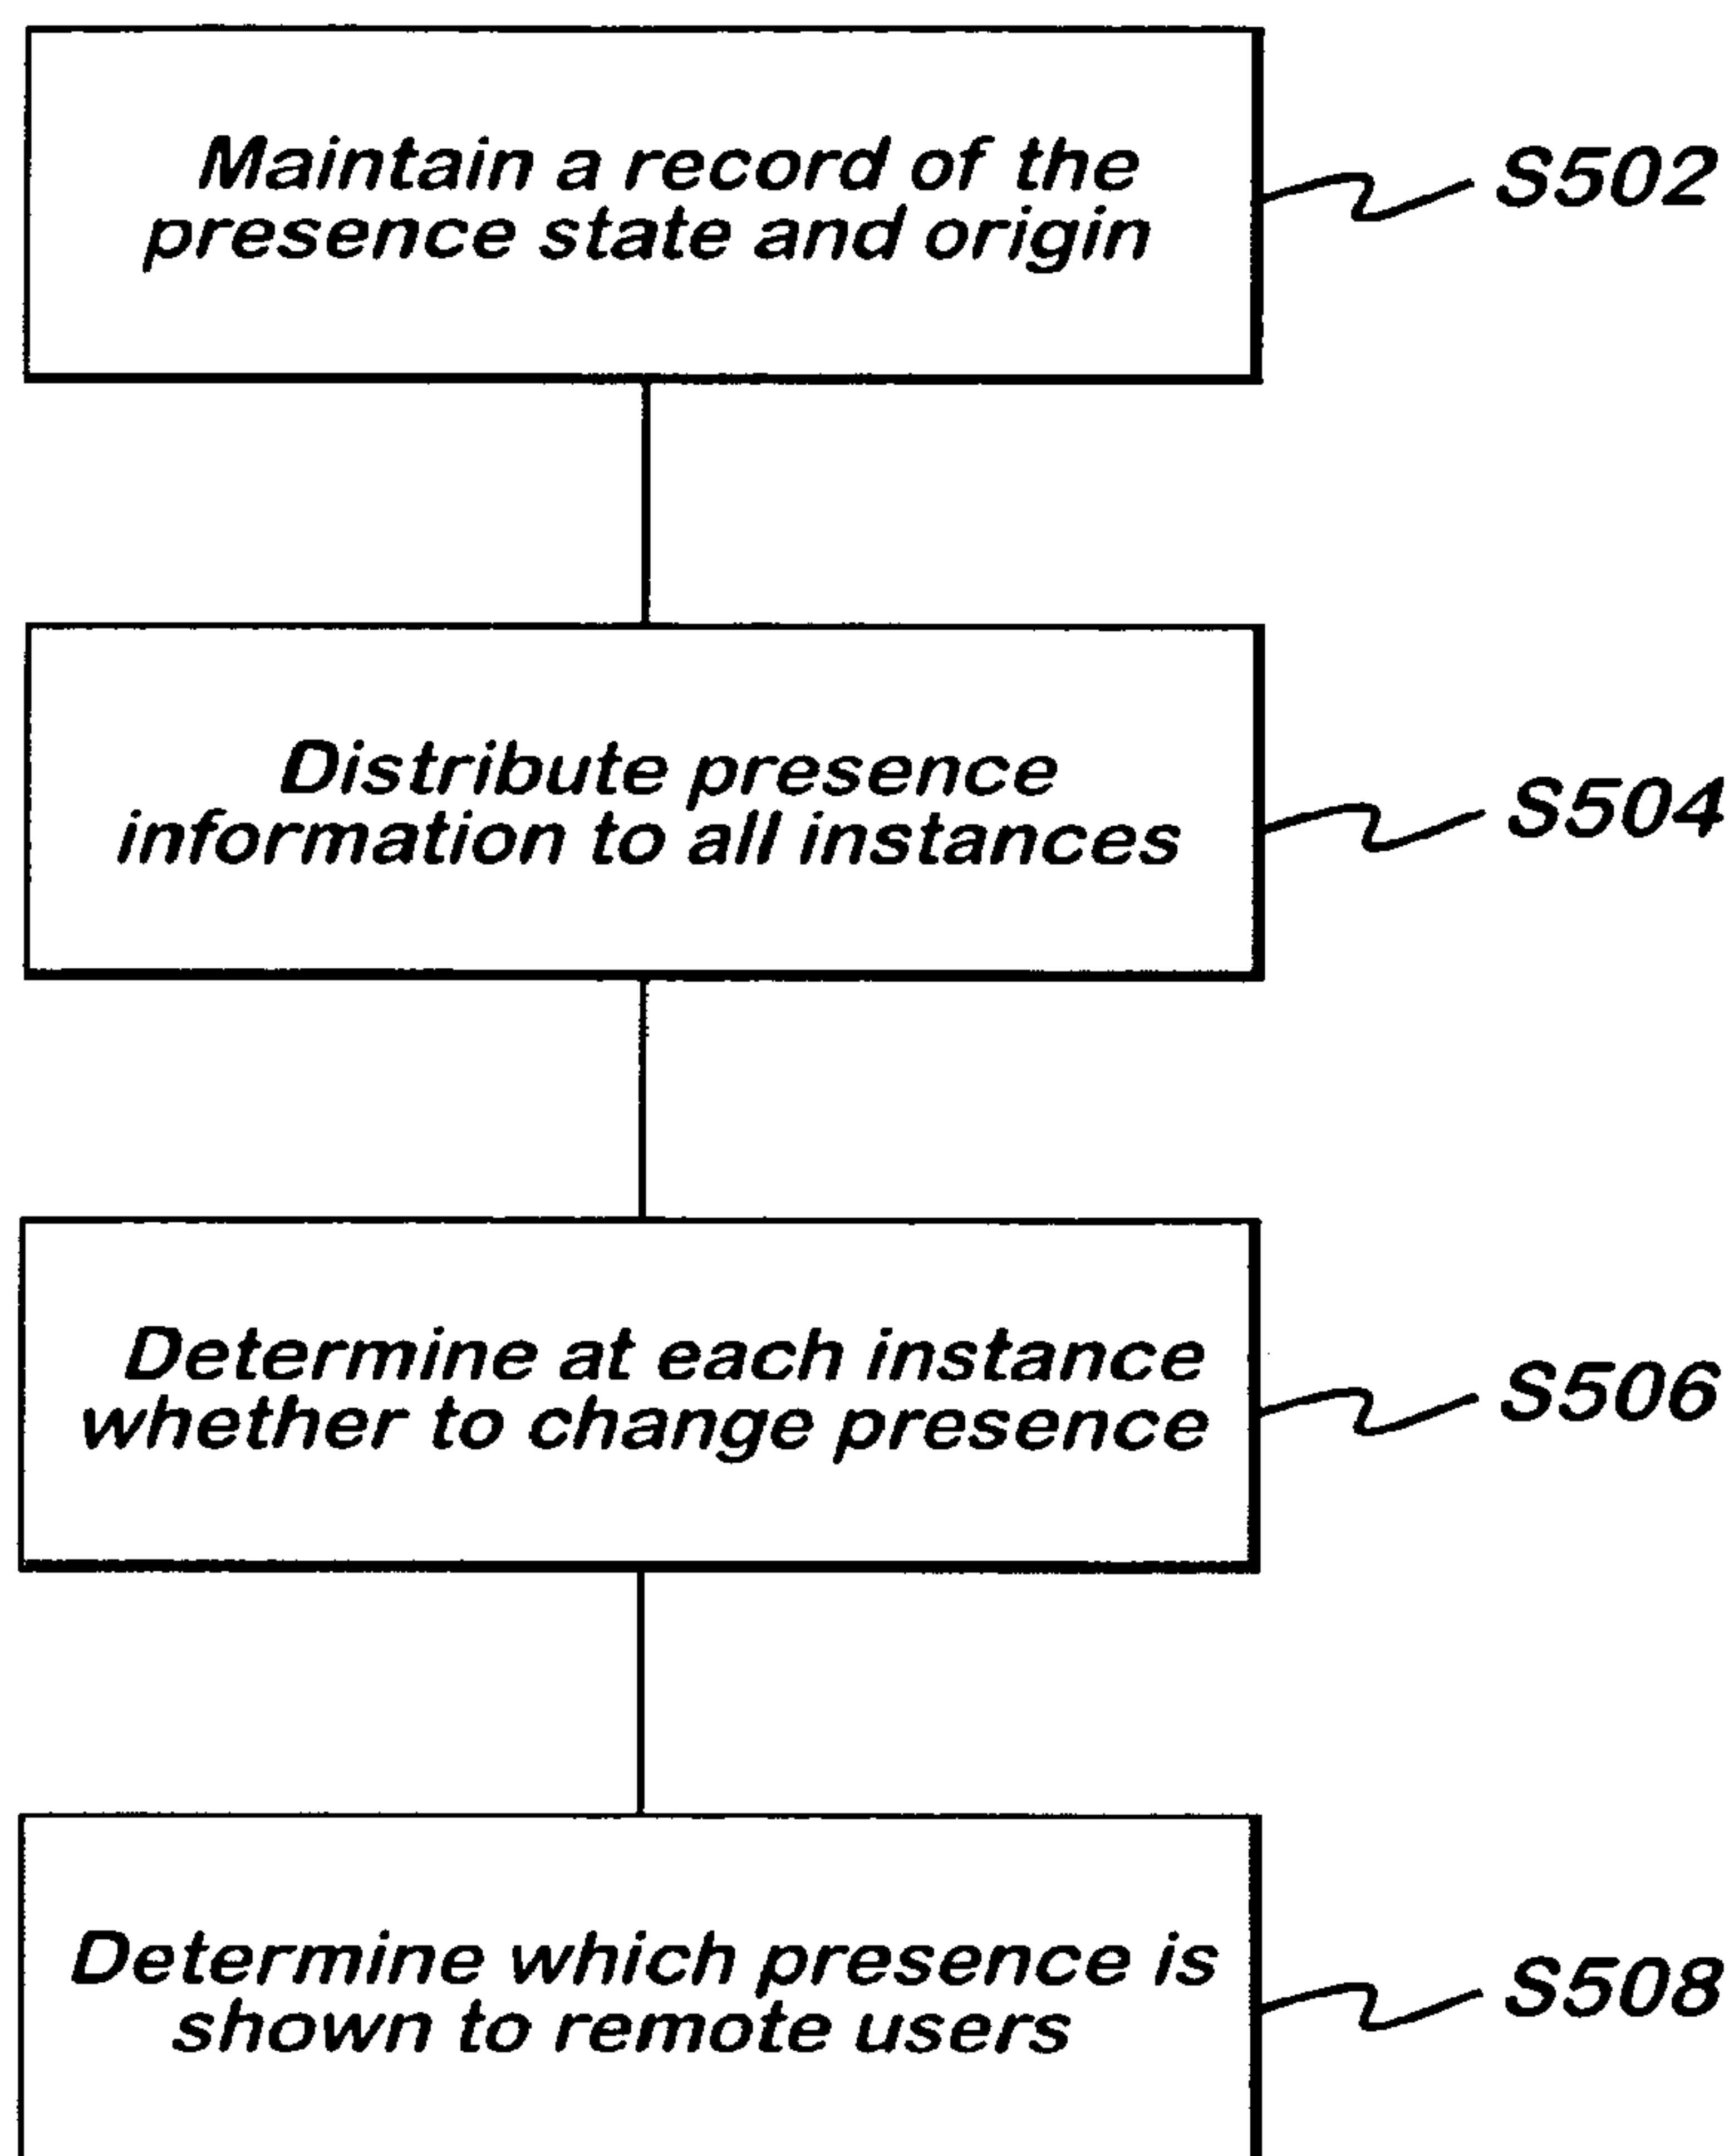 Maintain a record of the
presence state and origin
S502
Distribute presence
information to all instances
S504
Determine at each instance
whether to change presence
S506
Determine which presence is
shown to remote users
S508